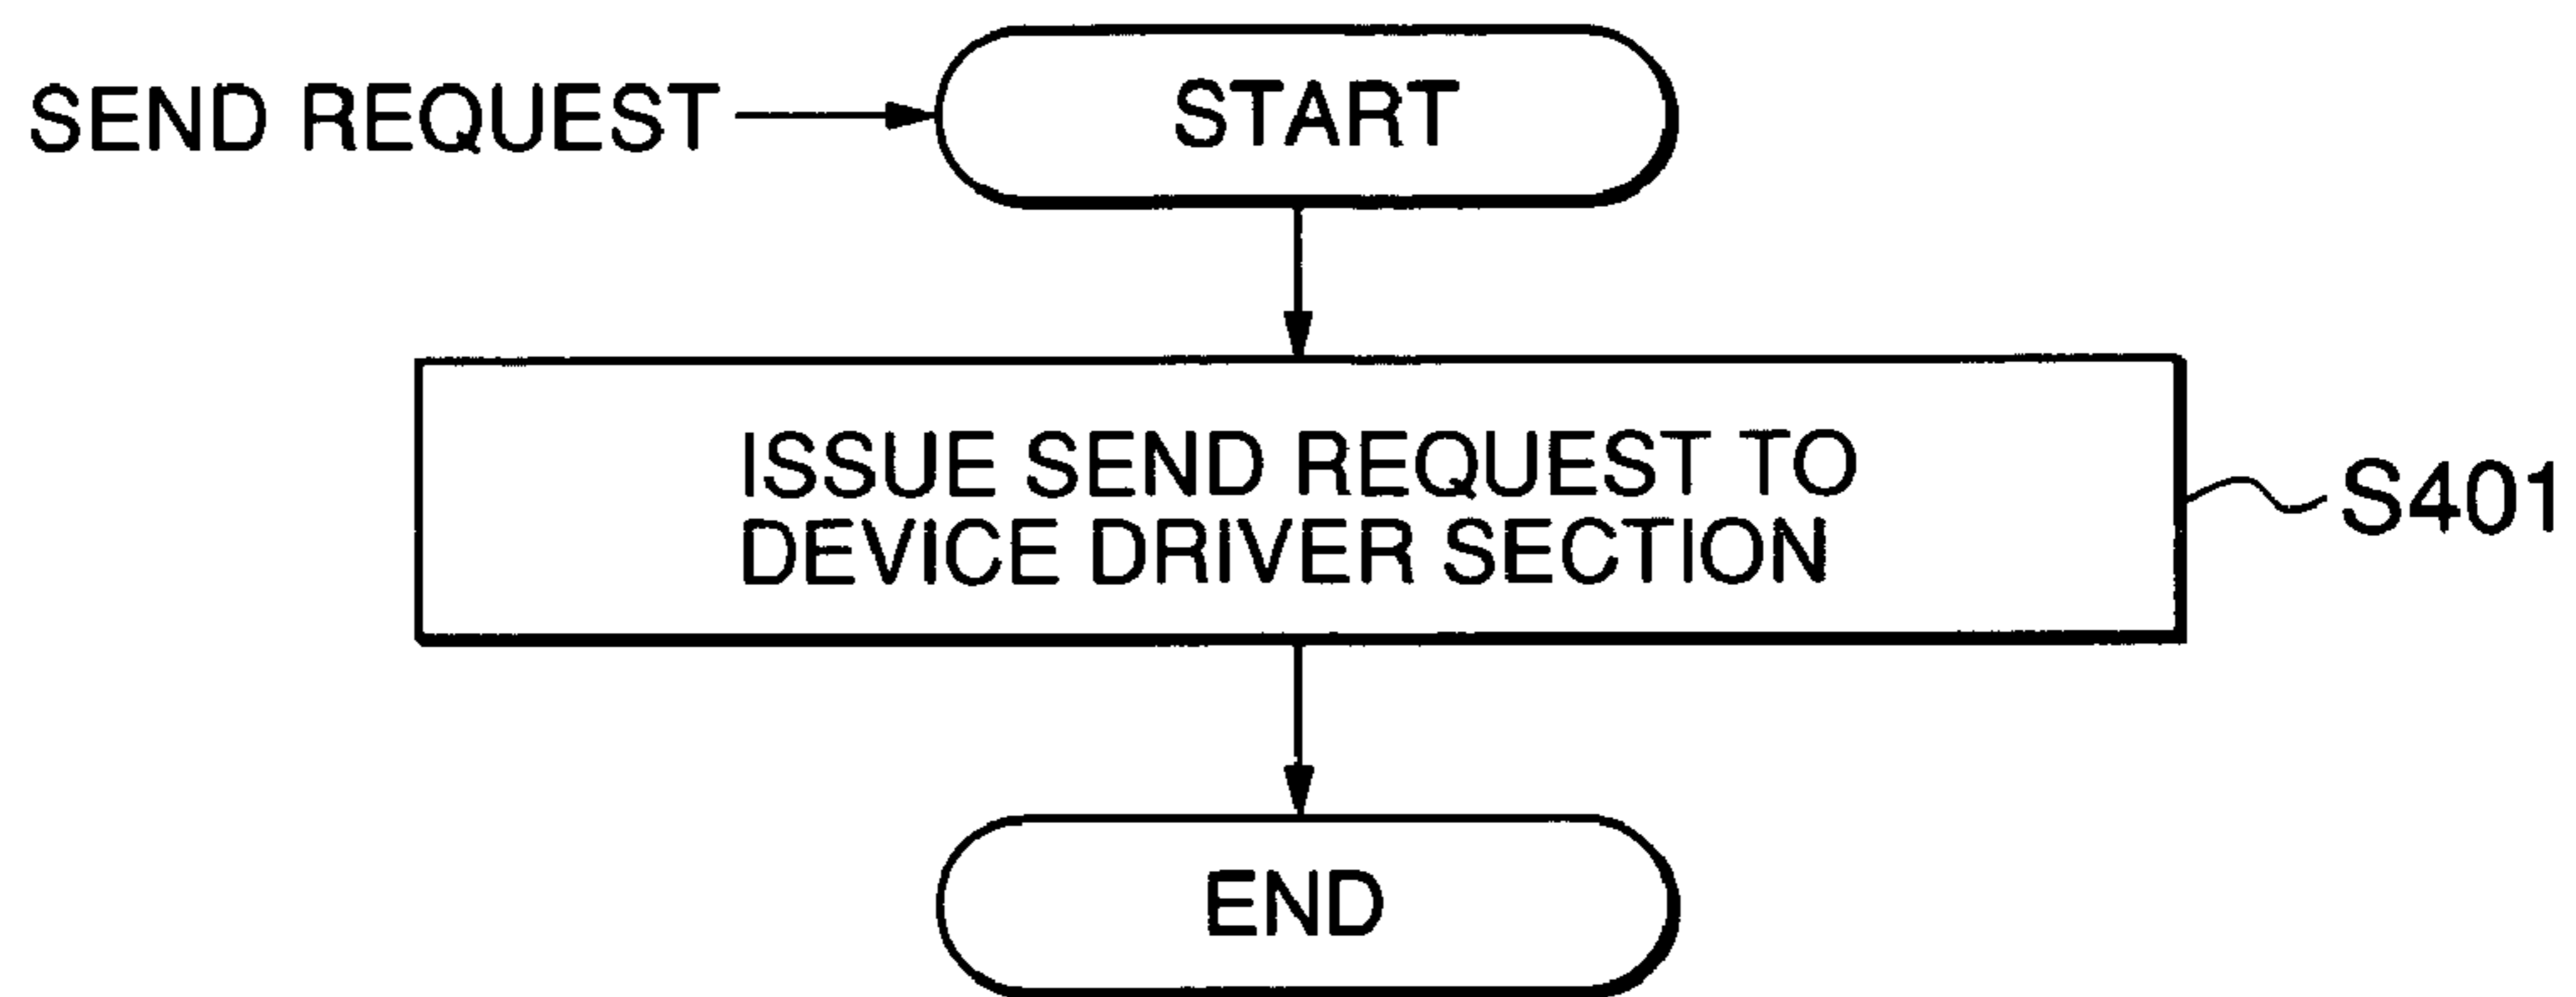 SEND REQUEST
START
ISSUE SEND REQUEST TO
DEVICE DRIVER SECTION
S401
END